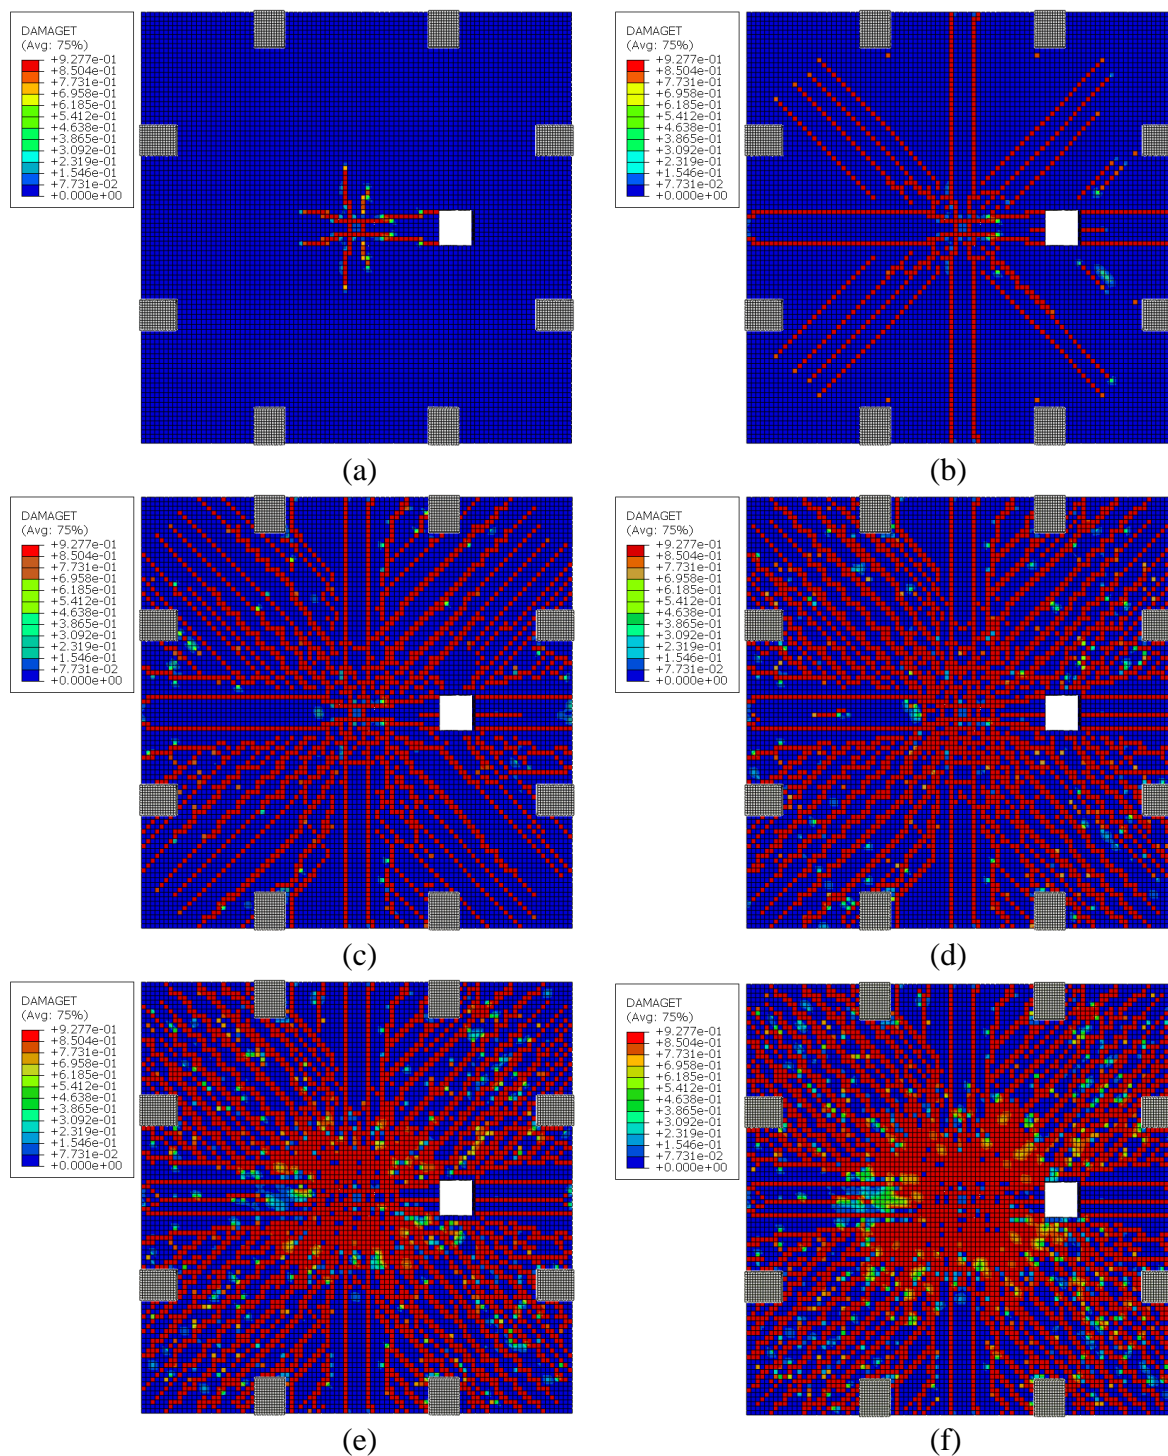 DAMAGET
(Avg: 75%)
+9.277e-01
+8.504e-01
+7.731e-01
+6.958e-01
+6.185e-01
+5.412e-01
+4.638e-01
+3.865e-01
+3.092e-01
+2.319e-01
+1.546e-01
+7.731e-02
+0.000e+00
(a)
DAMAGET
(Avg: 75%)
+9.277e-01
+8.504e-01
+7.731e-01
+6.958e-01
+6.185e-01
+5.412e-01
+4.638e-01
+3.865e-01
+3.092e-01
+2.319e-01
+1.546e-01
+7.731e-02
+0.000e+00
(b)
DAMAGET
(Avg: 75%)
+9.277e-01
+8.504e-01
+7.731e-01
+6.958e-01
+6.185e-01
+5.412e-01
+4.638e-01
+3.865e-01
+3.092e-01
+2.319e-01
+1.546e-01
+7.731e-02
+0.000e+00
(c)
DAMAGET
(Avg: 75%)
+9.277e-01
+8.504e-01
+7.731e-01
+6.958e-01
+6.185e-01
+5.412e-01
+4.638e-01
+3.865e-01
+3.092e-01
+2.319e-01
+1.546e-01
+7.731e-02
+0.000e+00
(d)
DAMAGET
(Avg: 75%)
+9.277e-01
+8.504e-01
+7.731e-01
+6.958e-01
+6.185e-01
+5.412e-01
+4.638e-01
+3.865e-01
+3.092e-01
+2.319e-01
+1.546e-01
+7.731e-02
+0.000e+00
(e)
DAMAGET
(Avg: 75%)
+9.277e-01
+8.504e-01
+7.731e-01
+6.958e-01
+6.185e-01
+5.412e-01
+4.638e-01
+3.865e-01
+3.092e-01
+2.319e-01
+1.546e-01
+7.731e-02
+0.000e+00
(f)